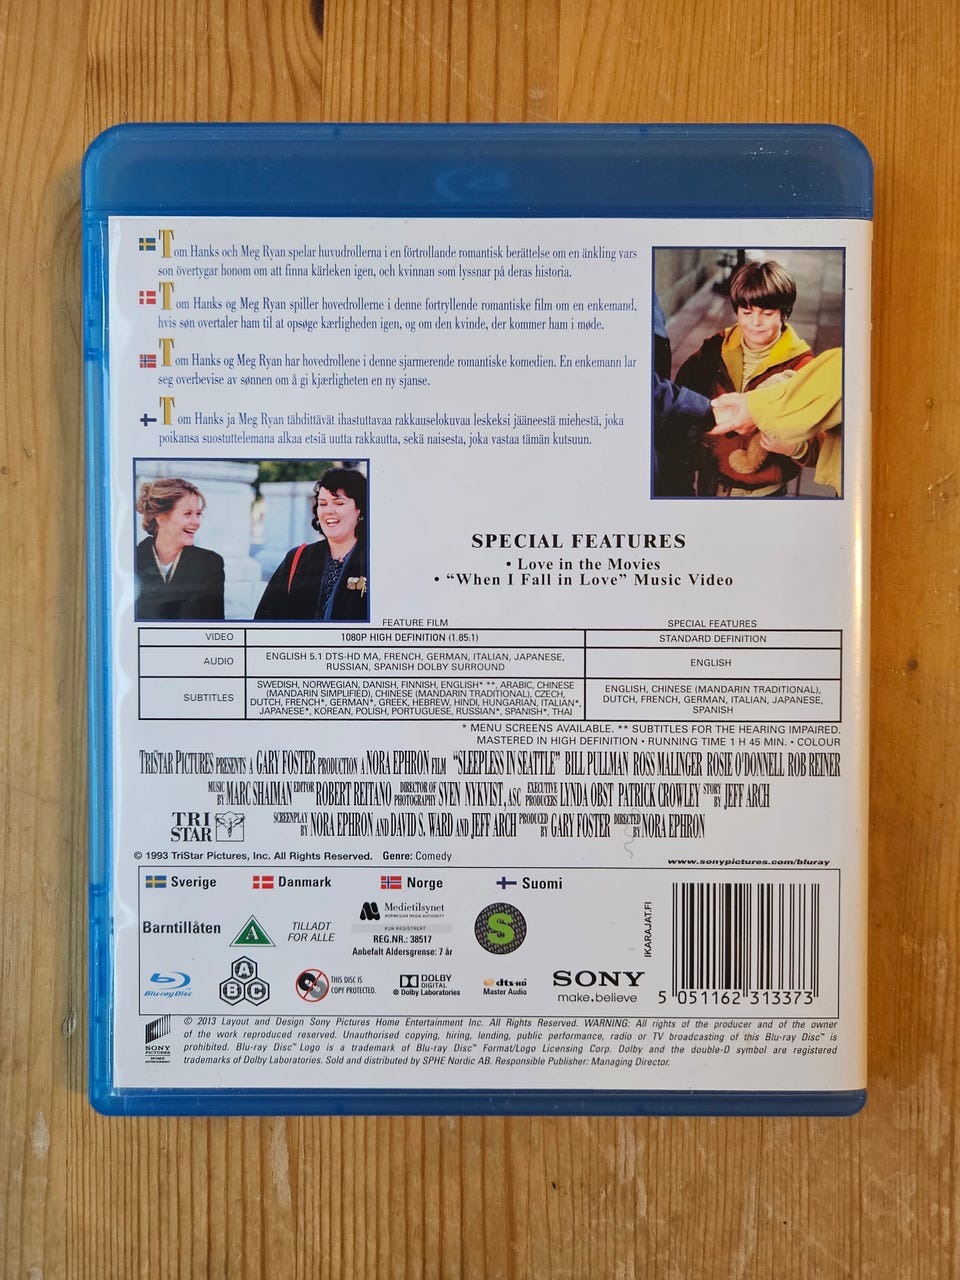 Tom Hanks och Meg Ryan spelar huvudrollerna i en förtrollande romantisk berättelse om en änkling vars
son övertygar honom om att finna kärleken igen, och kvinnan som lyssnar på deras historia.
Tom Hanks og Meg Ryan spiller hovedrollerne i denne fortryllende romantiske film om en enkemand,
hvis søn overtaler ham til at opsøge kærligheden igen, og om den kvinde, der kommer ham i møde.
Tom Hanks og Meg Ryan har hovedrollene i denne sjarmerende romantiske komedien. En enkemann lar
seg overbevise av sønnen om å gi kjærligheten en ny sjanse.
Tom Hanks ja Meg Ryan tähdittävät ihastuttavaa rakkauselokuvaa leskeksi jääneestä miehestä, joka
poikansa suostuttelemana alkaa etsiä uutta rakkautta, sekä naisesta, joka vastaa tämän kutsuun.
SPECIAL FEATURES
• Love in the Movies
• “When I Fall in Love” Music Video
FEATURE FILM SPECIAL FEATURES
VIDEO 1080P HIGH DEFINITION (1.85:1) STANDARD DEFINITION
AUDIO ENGLISH 5.1 DTS-HD MA, FRENCH, GERMAN, ITALIAN, JAPANESE,
RUSSIAN, SPANISH DOLBY SURROUND
ENGLISH
SUBTITLES SWEDISH, NORWEGIAN, DANISH, FINNISH, ENGLISH* **, ARABIC, CHINESE
(MANDARIN SIMPLIFIED), CHINESE (MANDARIN TRADITIONAL), CZECH,
DUTCH, FRENCH*, GERMAN*, GREEK, HEBREW, HINDI, HUNGARIAN, ITALIAN*,
JAPANESE*, KOREAN, POLISH, PORTUGUESE, RUSSIAN*, SPANISH*, THAI
ENGLISH, CHINESE (MANDARIN TRADITIONAL),
DUTCH, FRENCH, GERMAN, ITALIAN, JAPANESE,
SPANISH
* MENU SCREENS AVAILABLE. ** SUBTITLES FOR THE HEARING IMPAIRED.
MASTERED IN HIGH DEFINITION • RUNNING TIME 1 H 45 MIN. • COLOUR
TRISTAR PICTURES PRESENTS A GARY FOSTER PRODUCTION A NORA EPHRON FILM “SLEEPLESS IN SEATTLE” BILL PULLMAN ROSS MALINGER ROSIE O'DONNELL ROB REINER
MUSIC BY MARC SHAIMAN EDITOR ROBERT REITANO DIRECTOR OF PHOTOGRAPHY SVEN NYKVIST, ASC EXECUTIVE PRODUCERS LYNDA OBST PATRICK CROWLEY STORY BY JEFF ARCH
SCREENPLAY BY NORA EPHRON AND DAVID S. WARD AND JEFF ARCH PRODUCED BY GARY FOSTER DIRECTED BY NORA EPHRON
TRI
STAR
© 1993 TriStar Pictures, Inc. All Rights Reserved. Genre: Comedy
www.sonypictures.com/bluray
Sverige Danmark Norge Suomi
Barntillåten
A
TILLADT
FOR ALLE
Medietilsynet
NORWEGIAN MEDIA AUTHORITY
KUN REGISTRERT
REG.NR.: 38517
Anbefalt Aldersgrense: 7 år
S
IKARAJAT.FI
Blu-ray Disc
A
B C
THIS DISC IS
COPY PROTECTED.
DOLBY
DIGITAL
® Dolby Laboratories
dts-HD
Master Audio
SONY
make.believe
5 051162 313373
SONY
PICTURES
HOME
ENTERTAINMENT
© 2013 Layout and Design Sony Pictures Home Entertainment Inc. All Rights Reserved. WARNING: All rights of the producer and of the owner
of the work reproduced reserved. Unauthorised copying, hiring, lending, public performance, radio or TV broadcasting of this Blu-ray Disc™ is
prohibited. Blu-ray Disc™ Logo is a trademark of Blu-ray Disc™ Format/Logo Licensing Corp. Dolby and the double-D symbol are registered
trademarks of Dolby Laboratories. Sold and distributed by SPHE Nordic AB. Responsible Publisher: Managing Director.